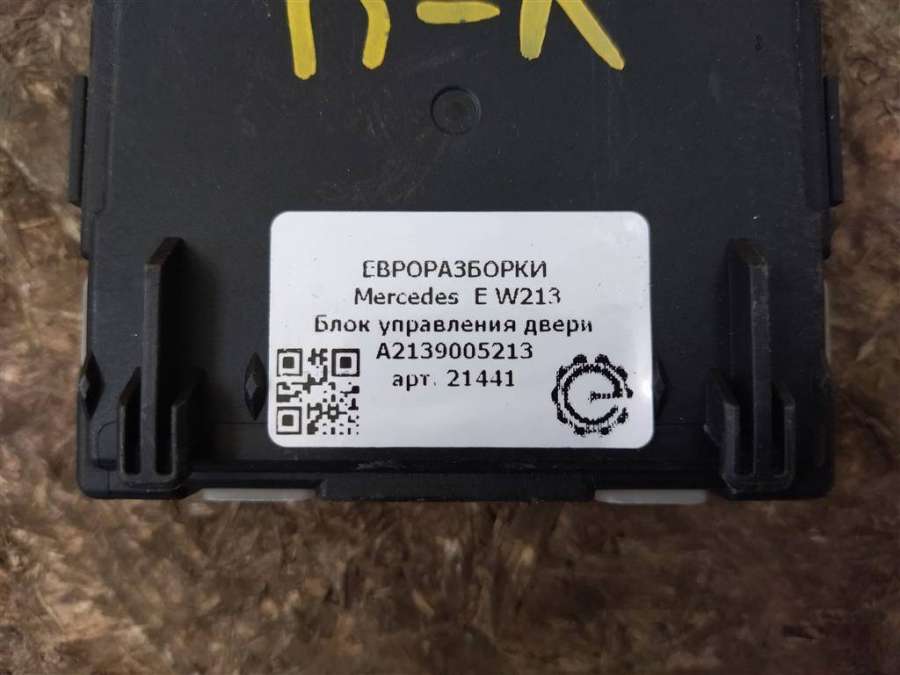 ЕВРОРАЗБОРКИ
Mercedes E W213
Блок управления двери
A2139005213
арт. 21441